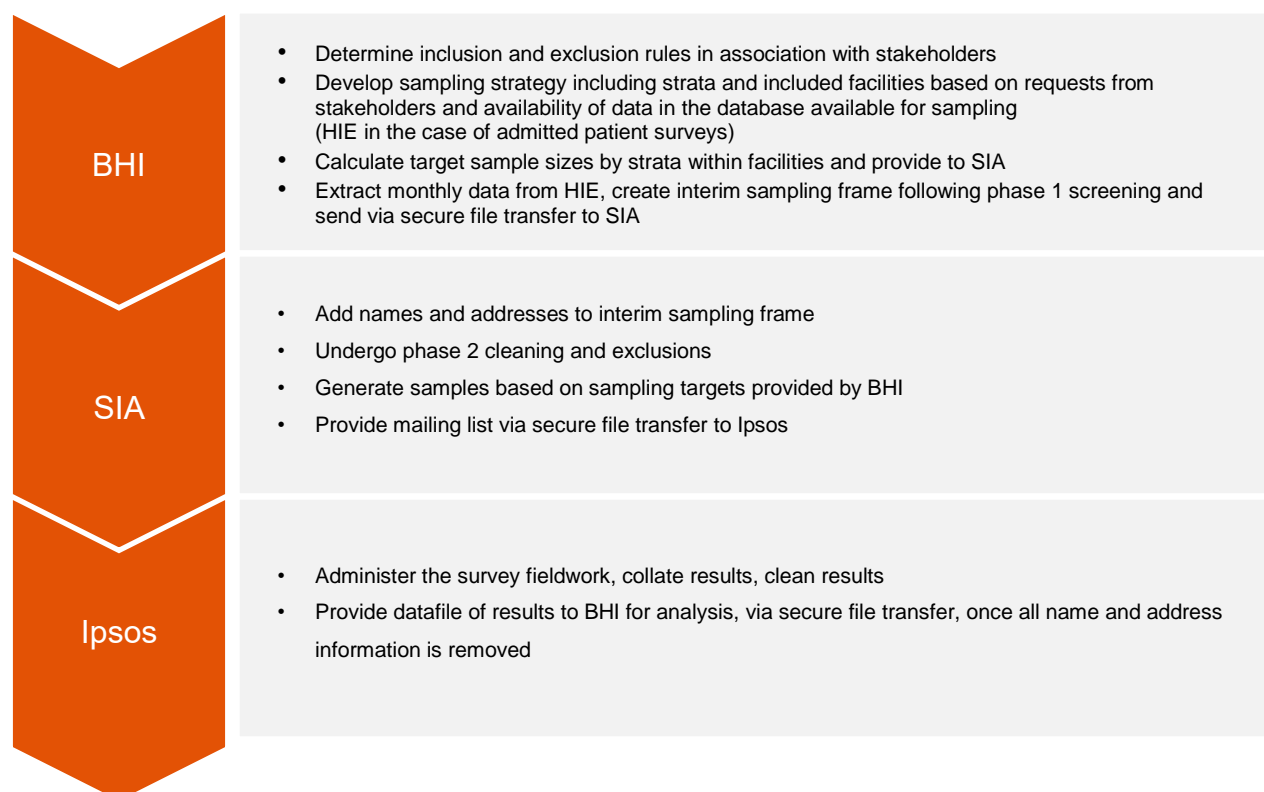 BHI
• Determine inclusion and exclusion rules in association with stakeholders
• Develop sampling strategy including strata and included facilities based on requests from
stakeholders and availability of data in the database available for sampling
(HIE in the case of admitted patient surveys)
• Calculate target sample sizes by strata within facilities and provide to SIA
• Extract monthly data from HIE, create interim sampling frame following phase 1 screening and
send via secure file transfer to SIA
SIA
• Add names and addresses to interim sampling frame
• Undergo phase 2 cleaning and exclusions
• Generate samples based on sampling targets provided by BHI
• Provide mailing list via secure file transfer to Ipsos
Ipsos
• Administer the survey fieldwork, collate results, clean results
• Provide datafile of results to BHI for analysis, via secure file transfer, once all name and address
information is removed